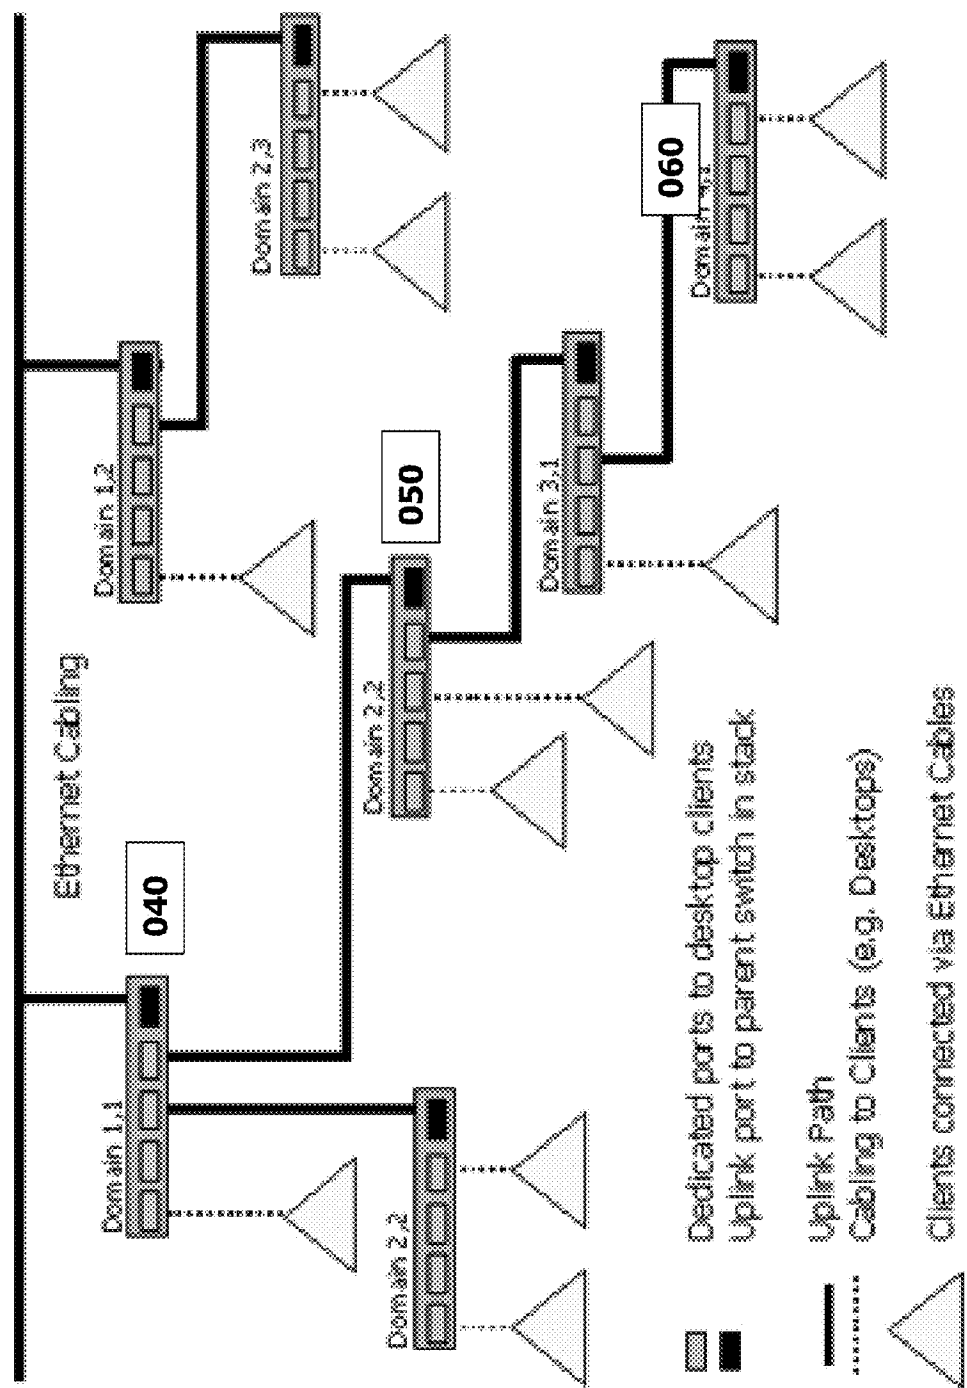 Ethernet Cabling
040
Domain 1,1
Domain 1,2
Domain 2,3
050
Domain 2,2
Domain 2,2
Domain 3,1
060
Domain
Dedicated ports to desktop clients
Uplink port to parent switch in stack
Uplink Path
Cabling to Clients (e.g. Desktops)
Clients connected via Ethernet Cables